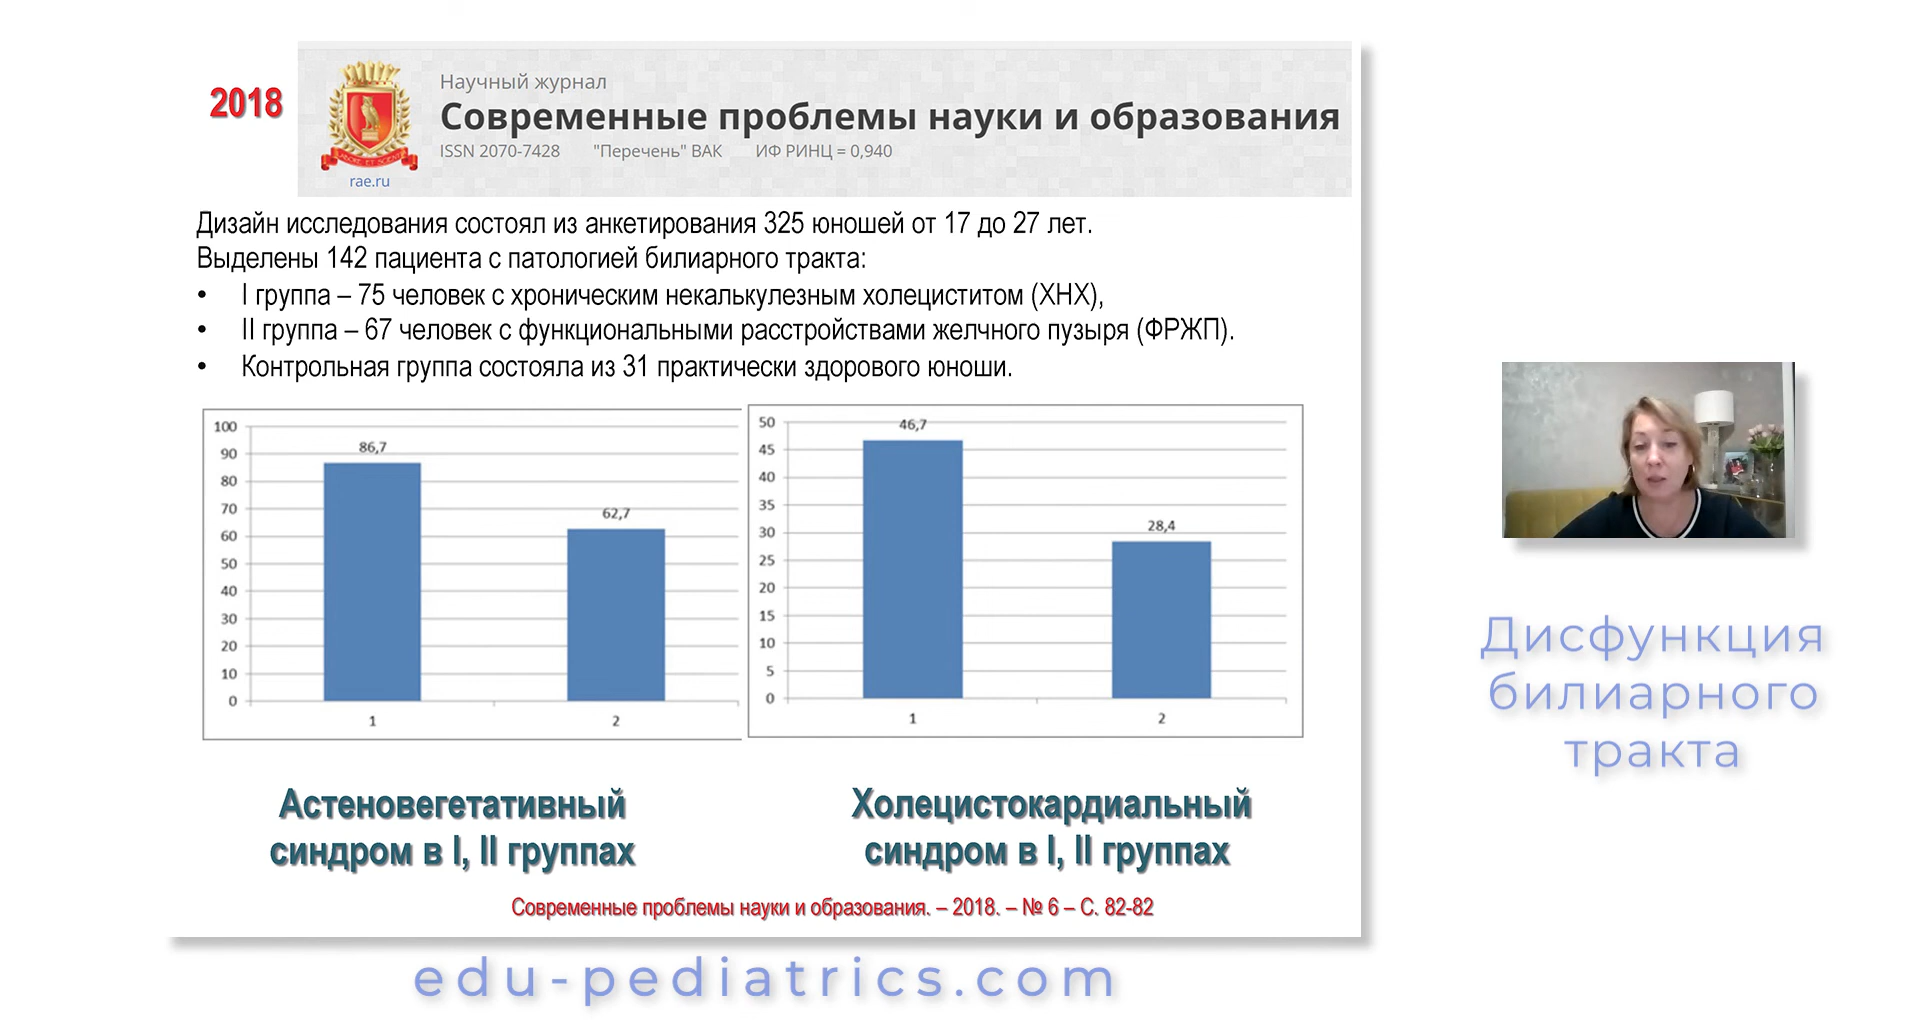 2018
Научный журнал
Современные проблемы науки и образования
ISSN 2070-7428 "Перечень" ВАК ИФ РИНЦ = 0,940
LABORE ET SCIENTIA
rae.ru
Дизайн исследования состоял из анкетирования 325 юношей от 17 до 27 лет.
Выделены 142 пациента с патологией билиарного тракта:
• I группа – 75 человек с хроническим некалькулезным холециститом (ХНХ),
• II группа – 67 человек с функциональными расстройствами желчного пузыря (ФРЖП).
• Контрольная группа состояла из 31 практически здорового юноши.
100
90
80
70
60
50
40
30
20
10
0
86,7
62,7
1 2
50
45
40
35
30
25
20
15
10
5
0
46,7
28,4
1 2
Астеновегетативный
синдром в I, II группах
Холецистокардиальный
синдром в I, II группах
Современные проблемы науки и образования. – 2018. – № 6 – С. 82-82
Дисфункция
билиарного
тракта
edu-pediatrics.com